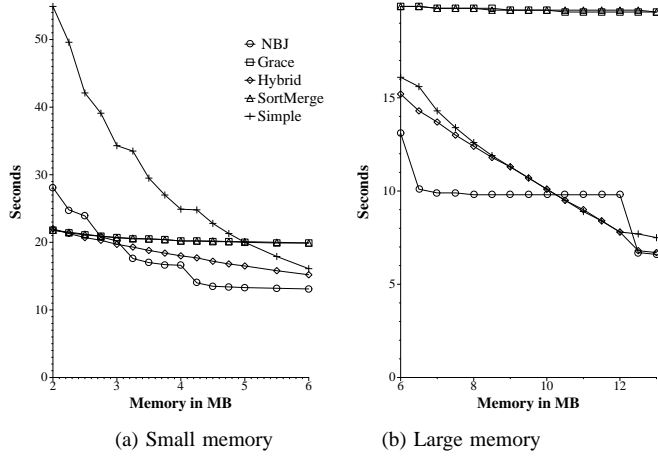 50
40
30
20
10
0
Seconds
NBJ
Grace
Hybrid
SortMerge
Simple
2
3
4
5
6
Memory in MB
(a) Small memory
15
10
5
0
Seconds
6
8
10
12
Memory in MB
(b) Large memory